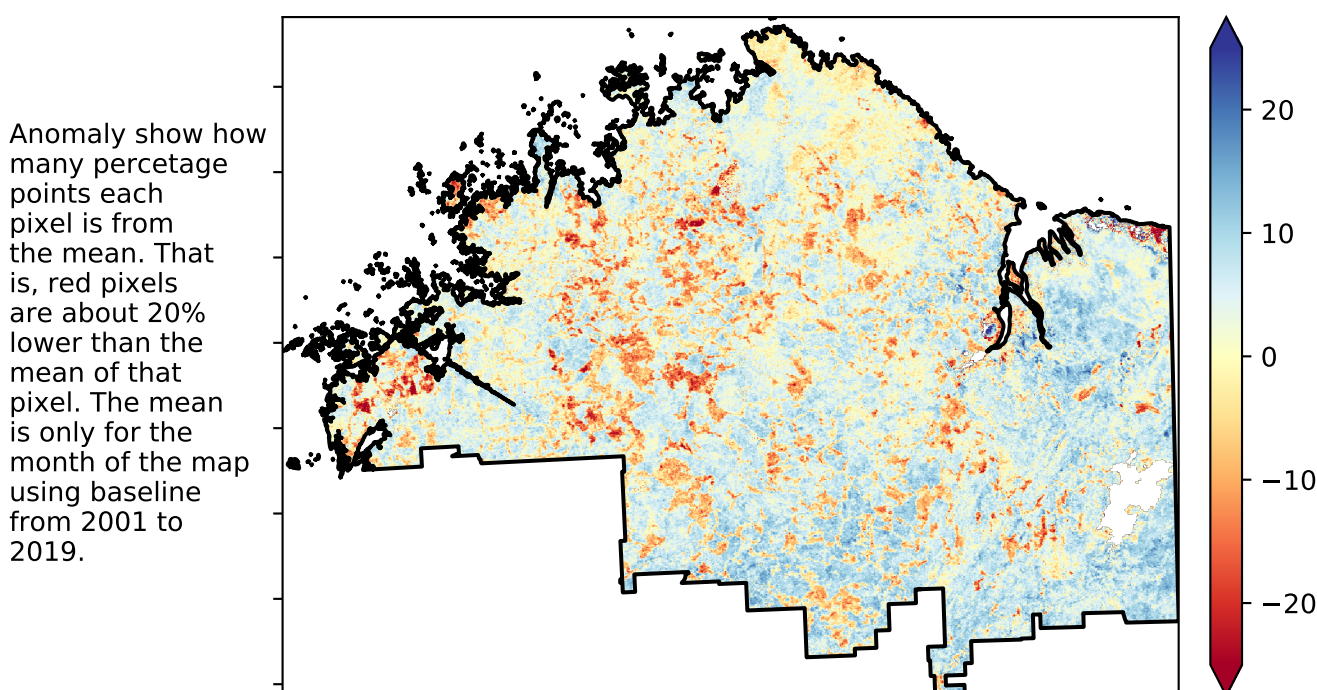 Anomaly show how
many percetage
points each
pixel is from
the mean. That
is, red pixels
are about 20%
lower than the
mean of that
pixel. The mean
is only for the
month of the map
using baseline
from 2001 to
2019.
20
10
0
−10
−20